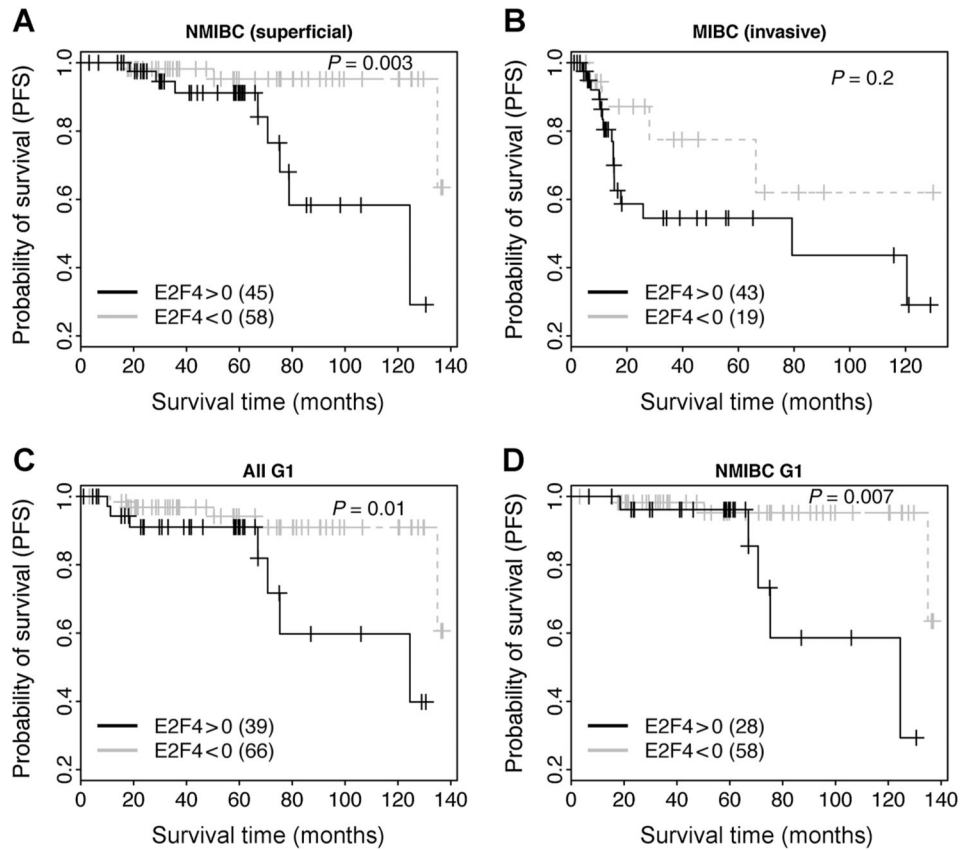 A
NMIBC (superficial)
P = 0.003
Probability of survival (PFS)
1.0
0.8
0.6
0.4
0.2
E2F4>0 (45)
E2F4<0 (58)
0 20 40 60 80 100 120 140
Survival time (months)
B
MIBC (invasive)
P = 0.2
Probability of survival (PFS)
1.0
0.8
0.6
0.4
0.2
E2F4>0 (43)
E2F4<0 (19)
0 20 40 60 80 100 120
Survival time (months)
C
All G1
P = 0.01
Probability of survival (PFS)
1.0
0.8
0.6
0.4
0.2
E2F4>0 (39)
E2F4<0 (66)
0 20 40 60 80 100 120 140
Survival time (months)
D
NMIBC G1
P = 0.007
Probability of survival (PFS)
1.0
0.8
0.6
0.4
0.2
E2F4>0 (28)
E2F4<0 (58)
0 20 40 60 80 100 120 140
Survival time (months)